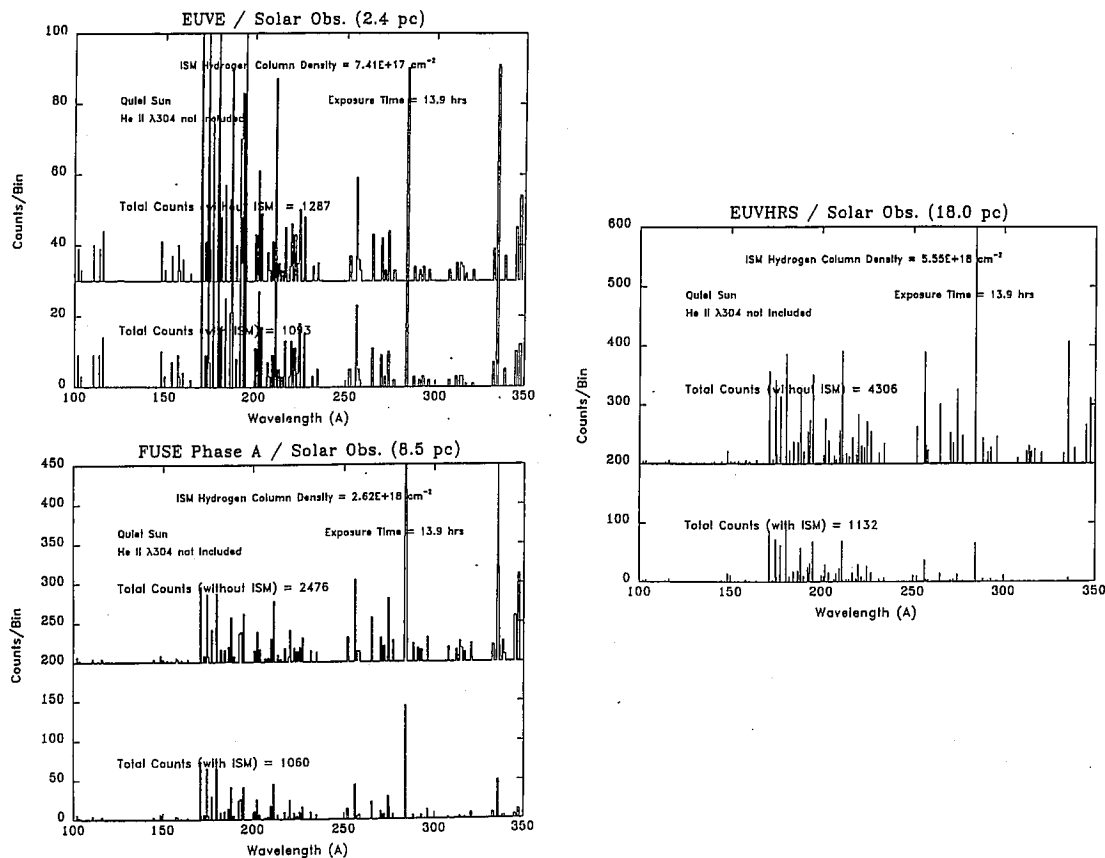 EUVE / Solar Obs. (2.4 pc)
100
80
60
40
20
0
Counts/Bin
ISM Hydrogen Column Density = 7.41E+17 cm⁻²
Quiet Sun
Exposure Time = 13.9 hrs
He II λ304 not Included
Total Counts (without ISM) = 1287
Total Counts (with ISM) = 1093
100 150 200 250 300 350
Wavelength (A)
FUSE Phase A / Solar Obs. (8.5 pc)
450
400
350
300
250
200
150
100
50
0
Counts/Bin
ISM Hydrogen Column Density = 2.62E+18 cm⁻²
Quiet Sun
Exposure Time = 13.9 hrs
He II λ304 not Included
Total Counts (without ISM) = 2476
Total Counts (with ISM) = 1060
100 150 200 250 300 350
Wavelength (A)
EUVHRS / Solar Obs. (18.0 pc)
600
500
400
300
200
100
0
Counts/Bin
ISM Hydrogen Column Density = 5.55E+18 cm⁻²
Quiet Sun
Exposure Time = 13.9 hrs
He II λ304 not Included
Total Counts (without ISM) = 4306
Total Counts (with ISM) = 1132
100 150 200 250 300 350
Wavelength (A)